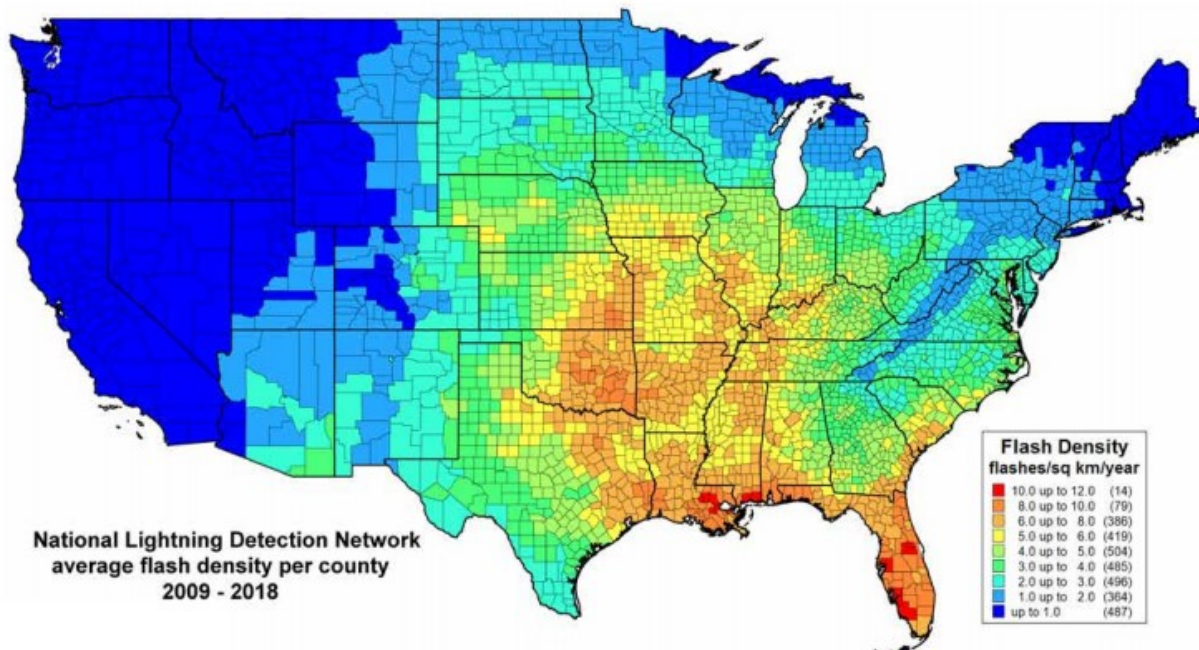 National Lightning Detection Network
average flash density per county
2009 - 2018
Flash Density
flashes/sq km/year
10.0 up to 12.0 (14)
8.0 up to 10.0 (79)
6.0 up to 8.0 (386)
5.0 up to 6.0 (419)
4.0 up to 5.0 (504)
3.0 up to 4.0 (485)
2.0 up to 3.0 (496)
1.0 up to 2.0 (364)
up to 1.0 (487)